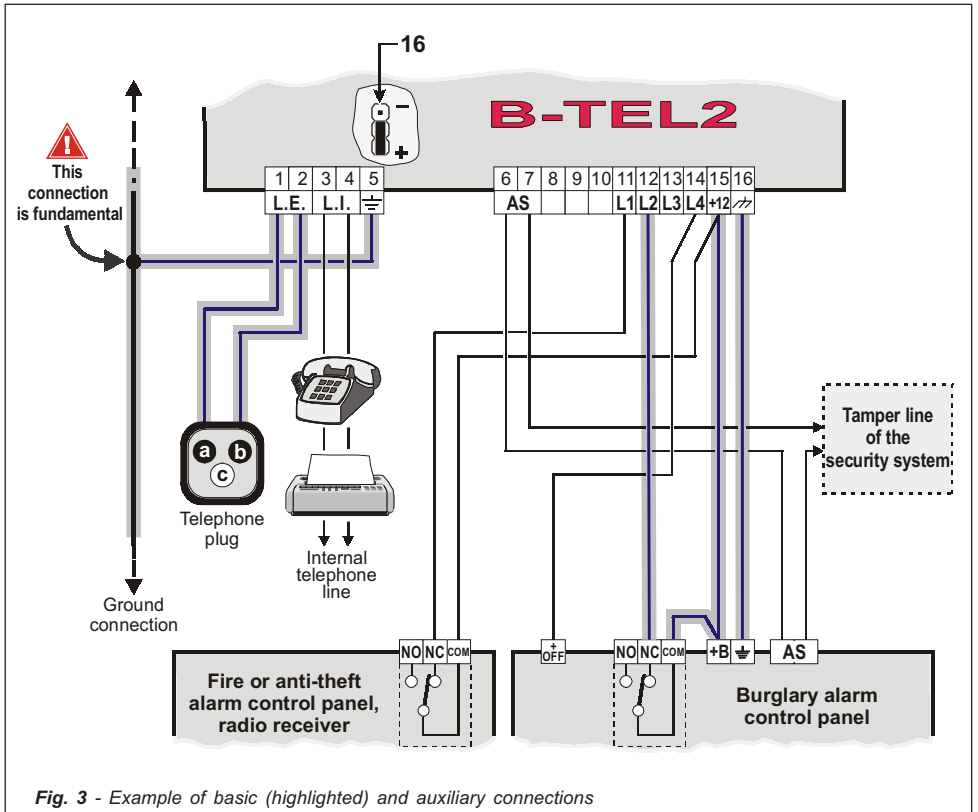 16
B-TEL2
−
+
This
connection
is fundamental
1 2 3 4 5
L.E. L.I.
6 7 8 9 10 11 12 13 14 15 16
AS L1 L2 L3 L4 +12
a b
c
Telephone
plug
Internal
telephone
line
Tamper line
of the
security system
Ground
connection
NO NC COM
+
OFF
NO NC COM +B AS
Fire or anti-theft
alarm control panel,
radio receiver
Burglary alarm
control panel
Fig. 3 - Example of basic (highlighted) and auxiliary connections